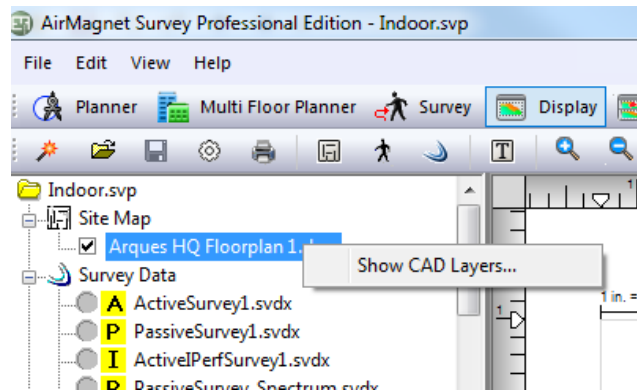 AirMagnet Survey Professional Edition - Indoor.svp
File Edit View Help
Planner Multi Floor Planner Survey Display
T
Indoor.svp
Site Map
Arques HQ Floorplan 1.
Show CAD Layers...
Survey Data
1 in. =
1
A ActiveSurvey1.svdx
P PassiveSurvey1.svdx
I ActiveIPerfSurvey1.svdx
PassiveSurvey_Spectrum.svdx